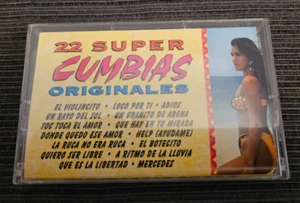 22 SUPER
CUMBIAS
ORIGINALES
EL VIOLINCITO • LOCO POR TI • ADIOS
UN RAYO DEL SOL • UN GRANITO DE ARENA
TOC TOCA EL AMOR • QUE HAY EN TU MIRADA
DONDE QUEDO ESE AMOR • HELP (AYUDAME)
LA RUCA NO ERA RUCA • EL BOTECITO
QUIERO SER LIBRE • A RITMO DE LA LLUVIA
QUE ES LA LIBERTAD • MERCEDES